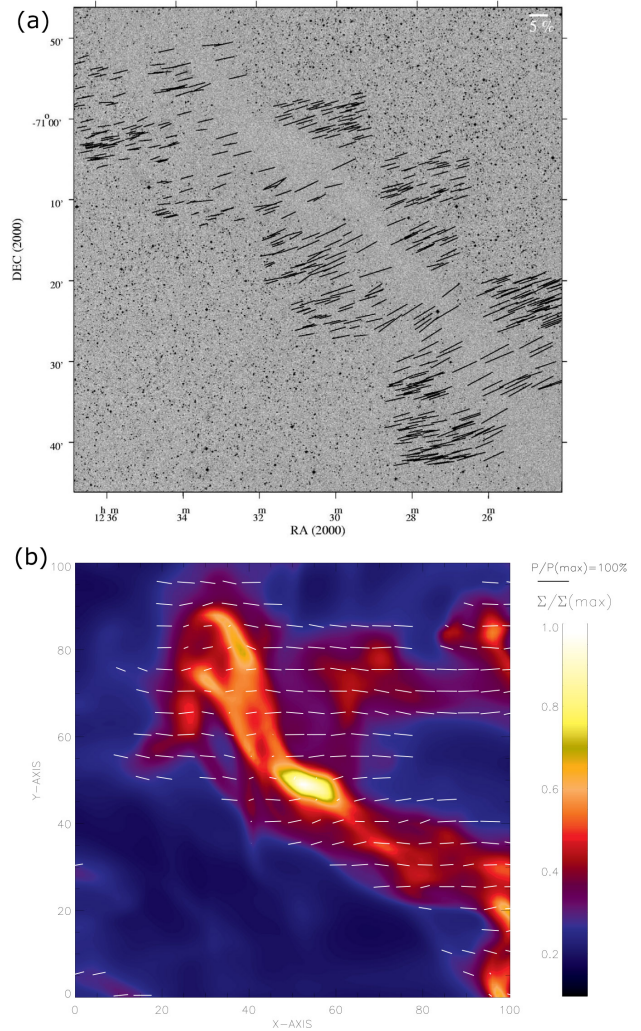 (a)
5 %
50'
-71° 00'
10'
20'
30'
40'
DEC (2000)
12 h 36 m
34 m
32
30 m
28 m
26 m
RA (2000)
(b)
P/P(max)=100%
Σ/Σ(max)
100
80
60
40
20
0
Y-AXIS
0 20 40 60 80 100
X-AXIS
1.0
0.8
0.6
0.4
0.2